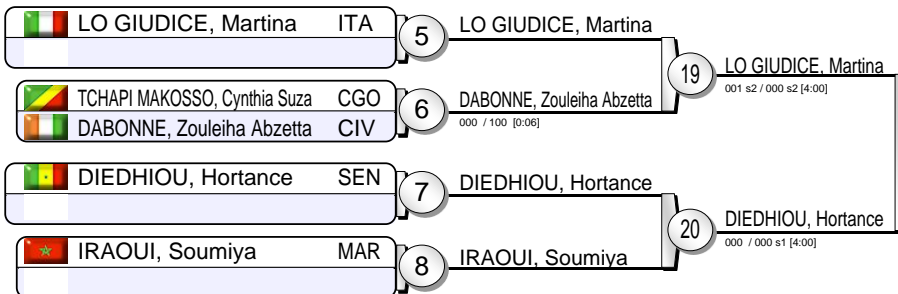 LO GIUDICE, Martina ITA
5
LO GIUDICE, Martina
19
LO GIUDICE, Martina
001 s2 / 000 s2 [4:00]
TCHAPI MAKOSSO, Cynthia Suza CGO
DABONNE, Zouleiha Abzetta CIV
6
DABONNE, Zouleiha Abzetta
000 / 100 [0:06]
DIEDHIOU, Hortance SEN
7
DIEDHIOU, Hortance
20
DIEDHIOU, Hortance
000 / 000 s1 [4:00]
IRAOUI, Soumiya MAR
8
IRAOUI, Soumiya